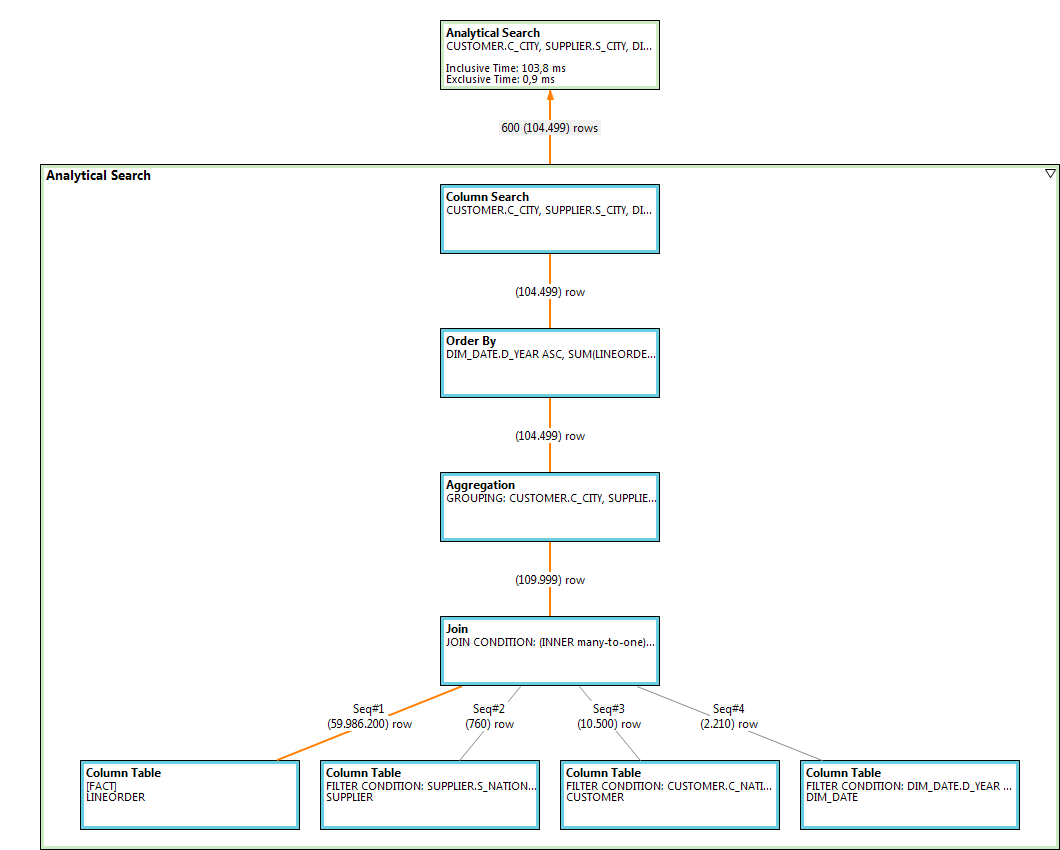 Analytical Search
CUSTOMER.C_CITY, SUPPLIER.S_CITY, DI...
Inclusive Time: 103,8 ms
Exclusive Time: 0,9 ms
600 (104.499) rows
Analytical Search
Column Search
CUSTOMER.C_CITY, SUPPLIER.S_CITY, DI...
(104.499) row
Order By
DIM_DATE.D_YEAR ASC, SUM(LINEORDE...
(104.499) row
Aggregation
GROUPING: CUSTOMER.C_CITY, SUPPLIE...
(109.999) row
Join
JOIN CONDITION: (INNER many-to-one)...
Seq#1
(59.986.200) row
Seq#2
(760) row
Seq#3
(10.500) row
Seq#4
(2.210) row
Column Table
[FACT]
LINEORDER
Column Table
FILTER CONDITION: SUPPLIER.S_NATION...
SUPPLIER
Column Table
FILTER CONDITION: CUSTOMER.C_NATI...
CUSTOMER
Column Table
FILTER CONDITION: DIM_DATE.D_YEAR ...
DIM_DATE